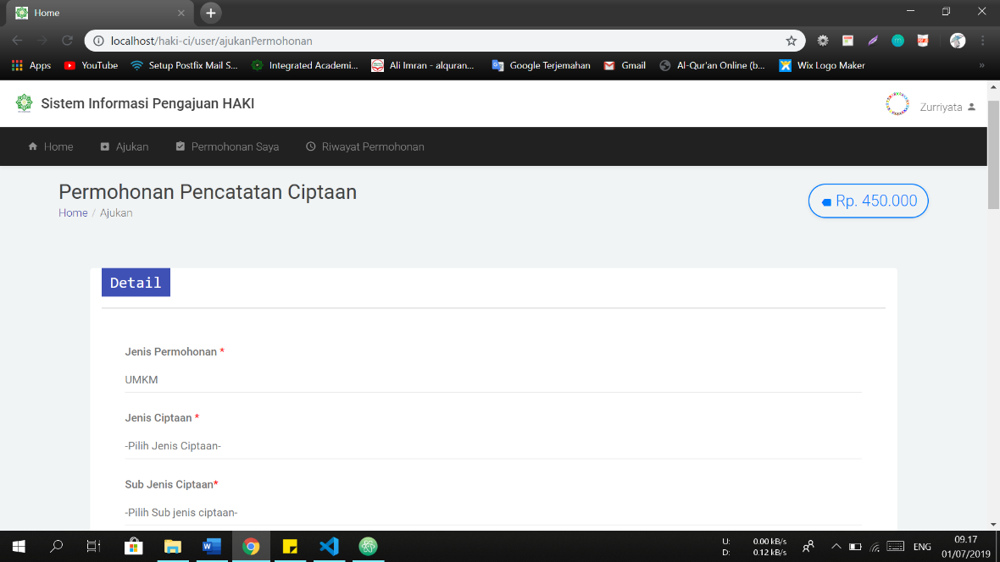 Home
localhost/haki-ci/user/ajukanPermohonan
Apps YouTube Setup Postfix Mail S... Integrated Academi... Ali Imran - alquran... Google Terjemahan Gmail Al-Qur'an Online (b... Wix Logo Maker »
Sistem Informasi Pengajuan HAKI
Zurriyata
Home Ajukan Permohonan Saya Riwayat Permohonan
Permohonan Pencatatan Ciptaan
Rp. 450.000
Home / Ajukan
Detail
Jenis Permohonan *
UMKM
Jenis Ciptaan *
-Pilih Jenis Ciptaan-
Sub Jenis Ciptaan*
-Pilih Sub jenis ciptaan-
U: 0.00 kB/s
D: 0.12 kB/s
ENG
09.17
01/07/2019